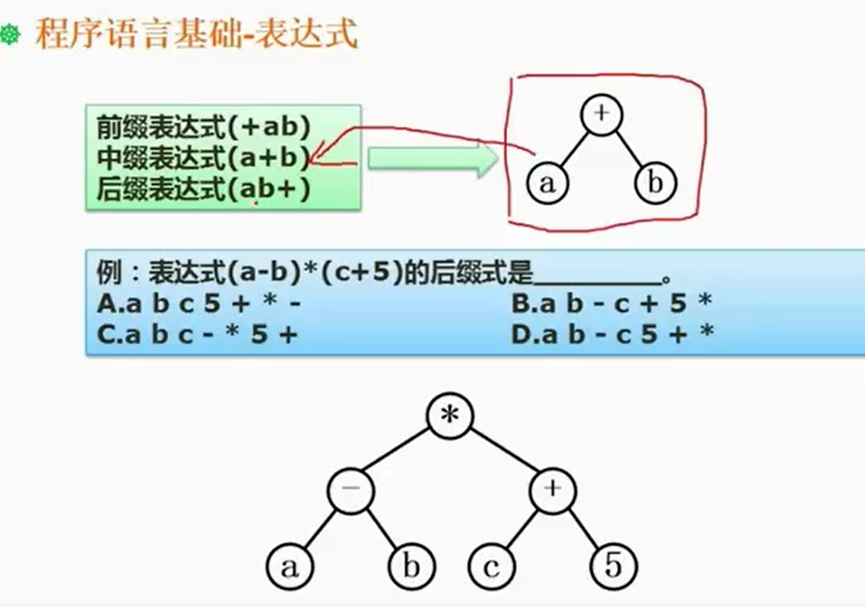 程序语言基础-表达式
前缀表达式(+ab)
中缀表达式(a+b)
后缀表达式(ab+)
+
a b
例：表达式(a-b)*(c+5)的后缀式是________。
A.a b c 5 + * - B.a b - c + 5 *
C.a b c - * 5 + D.a b - c 5 + *
*
- +
a b c 5